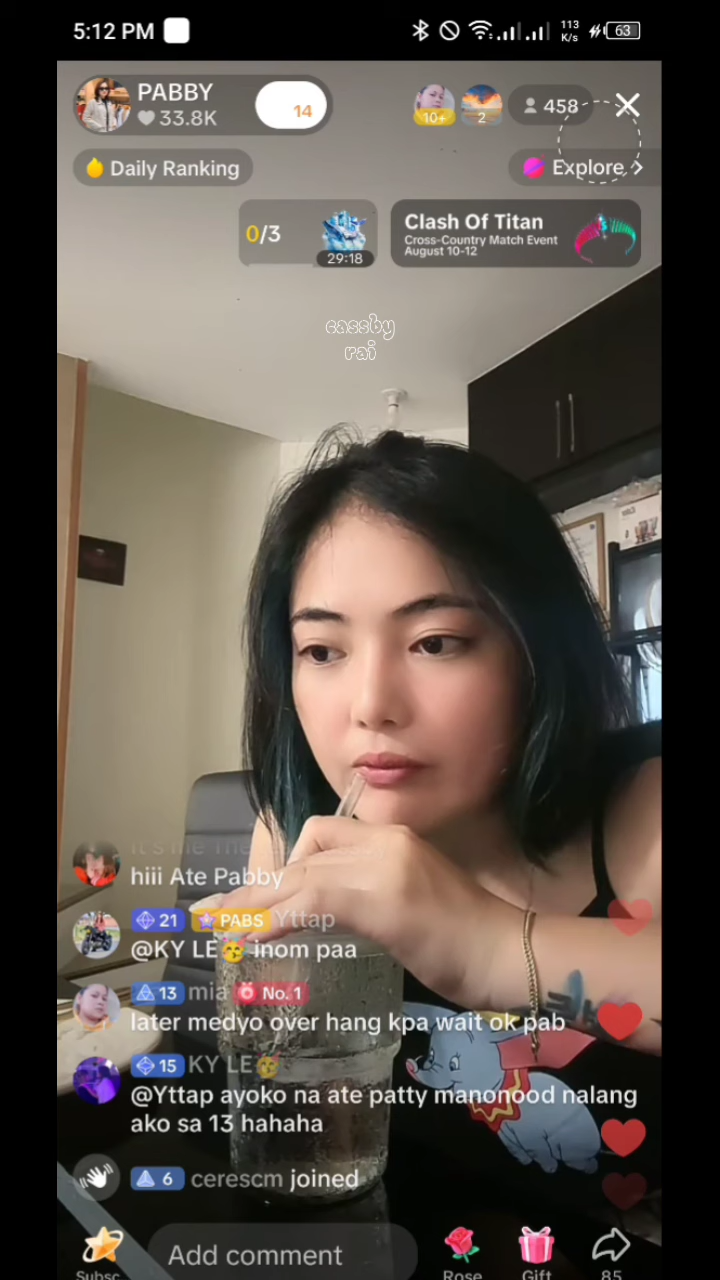 5:12 PM
113
K/s
63
PABBY
33.8K
14
10+
2
458
Daily Ranking
Explore
0/3
29:18
Clash Of Titan
Cross-Country Match Event
August 10-12
cassby
rai
hiii Ate Pabby
21 PABS Yttap
@KY LE🥳 inom paa
13 mia No. 1
later medyo over hang kpa wait ok pab
15 KY LE🥳
@Yttap ayoko na ate patty manonood nalang
ako sa 13 hahaha
6 cerescm joined
Add comment
Subsc
Rose
Gift
85